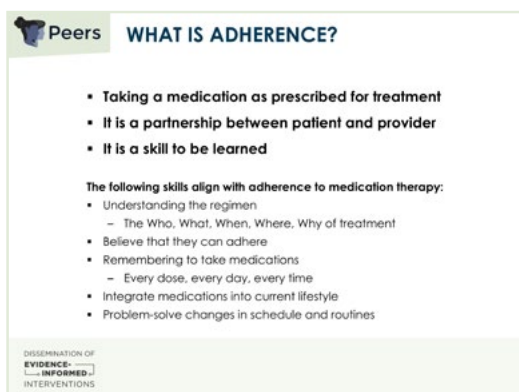 Peers
WHAT IS ADHERENCE?
▪ Taking a medication as prescribed for treatment
▪ It is a partnership between patient and provider
▪ It is a skill to be learned
The following skills align with adherence to medication therapy:
▪ Understanding the regimen
– The Who, What, When, Where, Why of treatment
▪ Believe that they can adhere
▪ Remembering to take medications
– Every dose, every day, every time
▪ Integrate medications into current lifestyle
▪ Problem-solve changes in schedule and routines
DISSEMINATION OF
EVIDENCE-
INFORMED
INTERVENTIONS